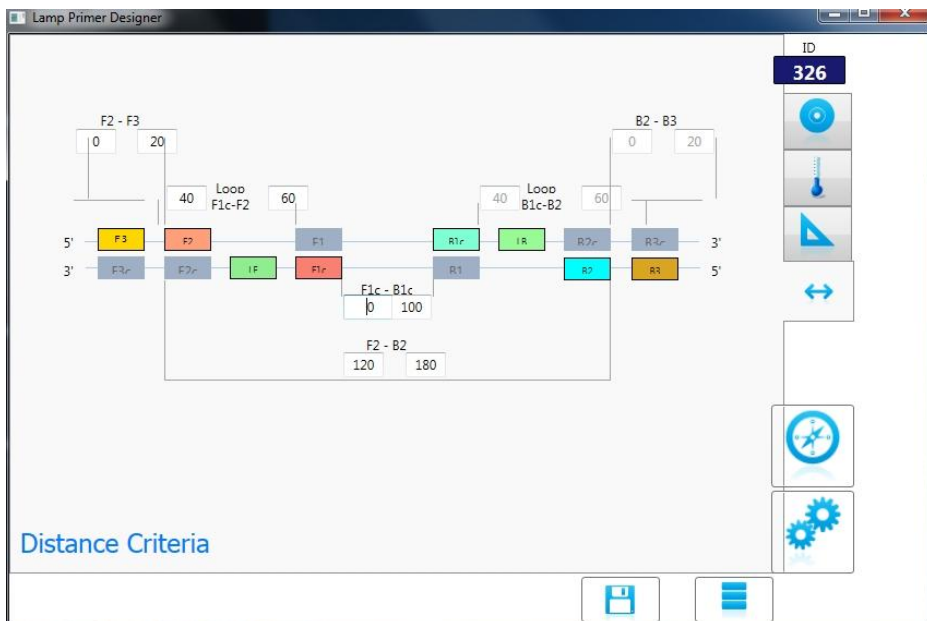 Lamp Primer Designer
ID
326
F2 - F3
0 20
B2 - B3
0 20
40 Loop F1c-F2 60
40 Loop B1c-B2 60
5' F3 F2 F1 B1c LB B2c B3c 3'
3' F3c F2c LF F1c B1 B2 B3 5'
F1c - B1c
0 100
F2 - B2
120 180
Distance Criteria